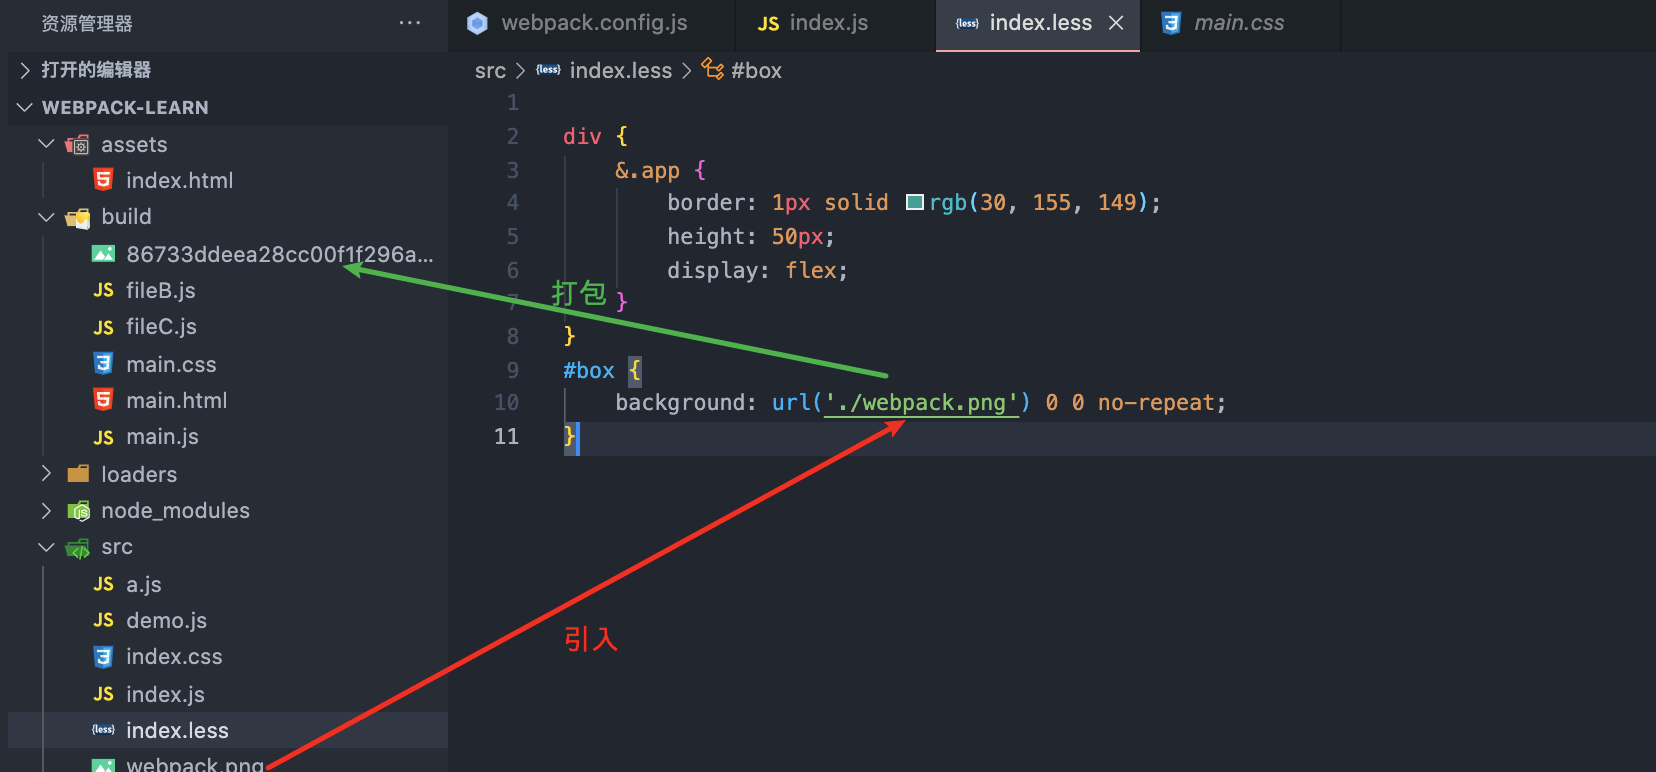 资源管理器 ...
webpack.config.js JS index.js {less} index.less × main.css
打开的编辑器
src > {less} index.less > #box
WEBPACK-LEARN
assets
index.html
build
86733ddeea28cc00f1f296a...
JS fileB.js
JS fileC.js
main.css
main.html
JS main.js
loaders
node_modules
src
JS a.js
JS demo.js
index.css
JS index.js
{less} index.less
webpack.png
1
2 div {
3 &.app {
4 border: 1px solid rgb(30, 155, 149);
5 height: 50px;
6 display: flex;
7 }
8 }
9 #box {
10 background: url('./webpack.png') 0 0 no-repeat;
11 }
打包
引入